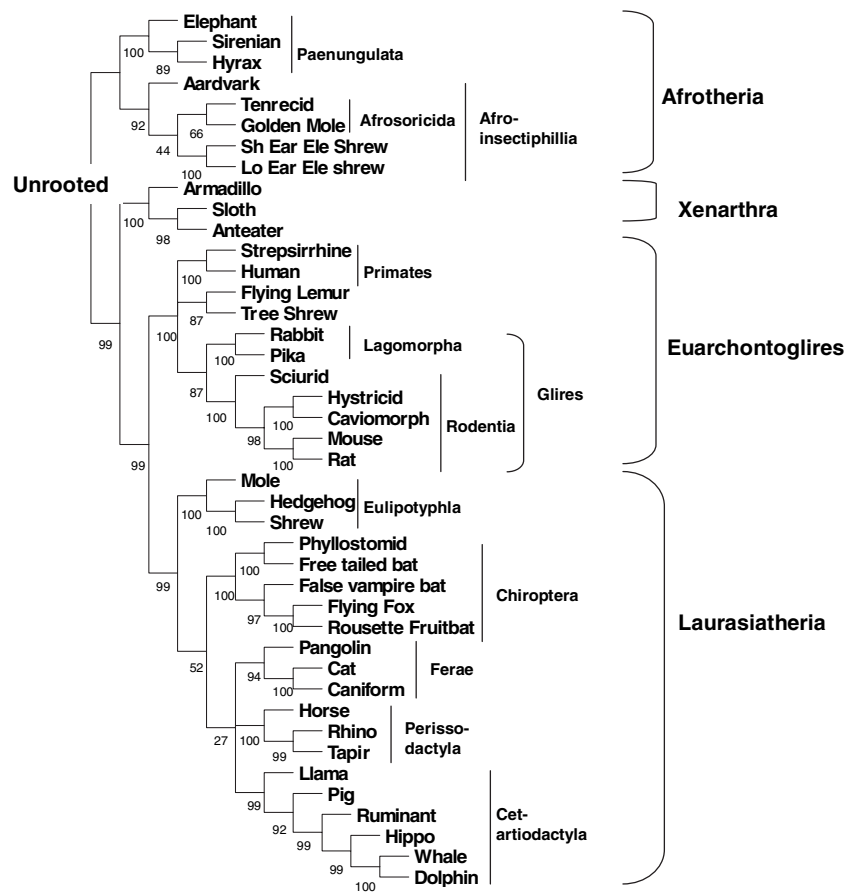 Elephant
Sirenian
Hyrax
Paenungulata
100
89
Aardvark
Tenrecid
Golden Mole
Afrosoricida
Sh Ear Ele Shrew
Lo Ear Ele shrew
Afro-
insectiphillia
92
66
44
100
Afrotheria
Unrooted
Armadillo
Sloth
Anteater
100
98
Xenarthra
Strepsirrhine
Human
Primates
100
Flying Lemur
Tree Shrew
87
100
99
Rabbit
Pika
Lagomorpha
100
Sciurid
Hystricid
Caviomorph
Mouse
Rat
Rodentia
Glires
87
100
100
98
100
99
Euarchontoglires
Mole
Hedgehog
Shrew
Eulipotyphla
100
100
Phyllostomid
Free tailed bat
False vampire bat
Flying Fox
Rousette Fruitbat
Chiroptera
100
100
97
100
99
Pangolin
Cat
Caniform
Ferae
52
94
100
Horse
Rhino
Tapir
Perisso-
dactyla
27
100
99
Llama
Pig
Ruminant
Hippo
Whale
Dolphin
Cet-
artiodactyla
99
92
99
99
100
Laurasiatheria